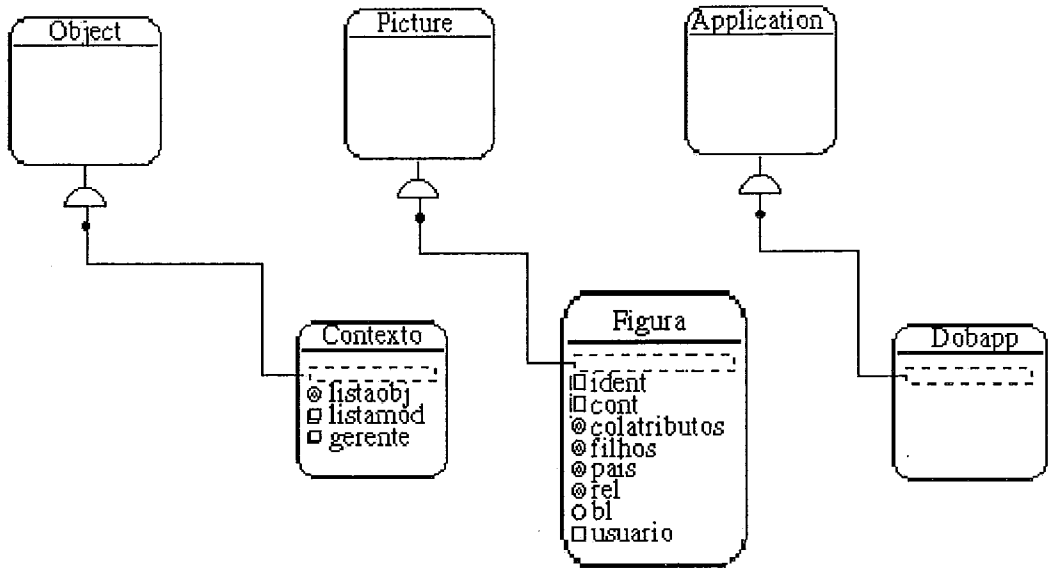 Object
Picture
Application
Contexto
listaobj
listamod
gerente
Figura
ident
cont
colatributos
filhos
pais
rel
bl
usuario
Dobapp